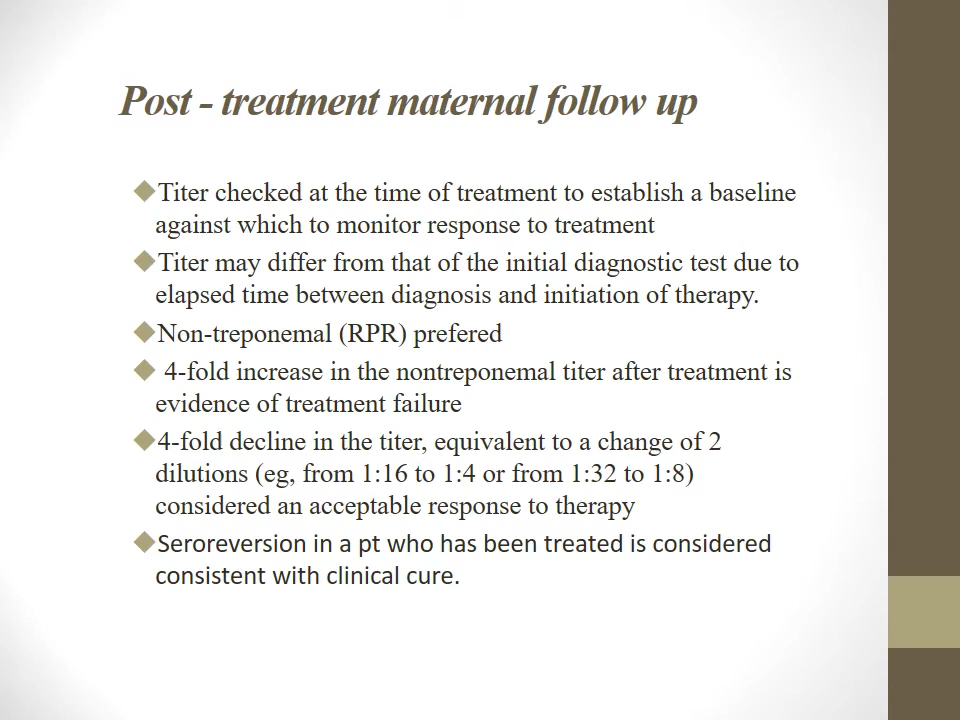 Post - treatment maternal follow up
Titer checked at the time of treatment to establish a baseline
against which to monitor response to treatment
Titer may differ from that of the initial diagnostic test due to
elapsed time between diagnosis and initiation of therapy.
Non-treponemal (RPR) prefered
4-fold increase in the nontreponemal titer after treatment is
evidence of treatment failure
4-fold decline in the titer, equivalent to a change of 2
dilutions (eg, from 1:16 to 1:4 or from 1:32 to 1:8)
considered an acceptable response to therapy
Seroreversion in a pt who has been treated is considered
consistent with clinical cure.